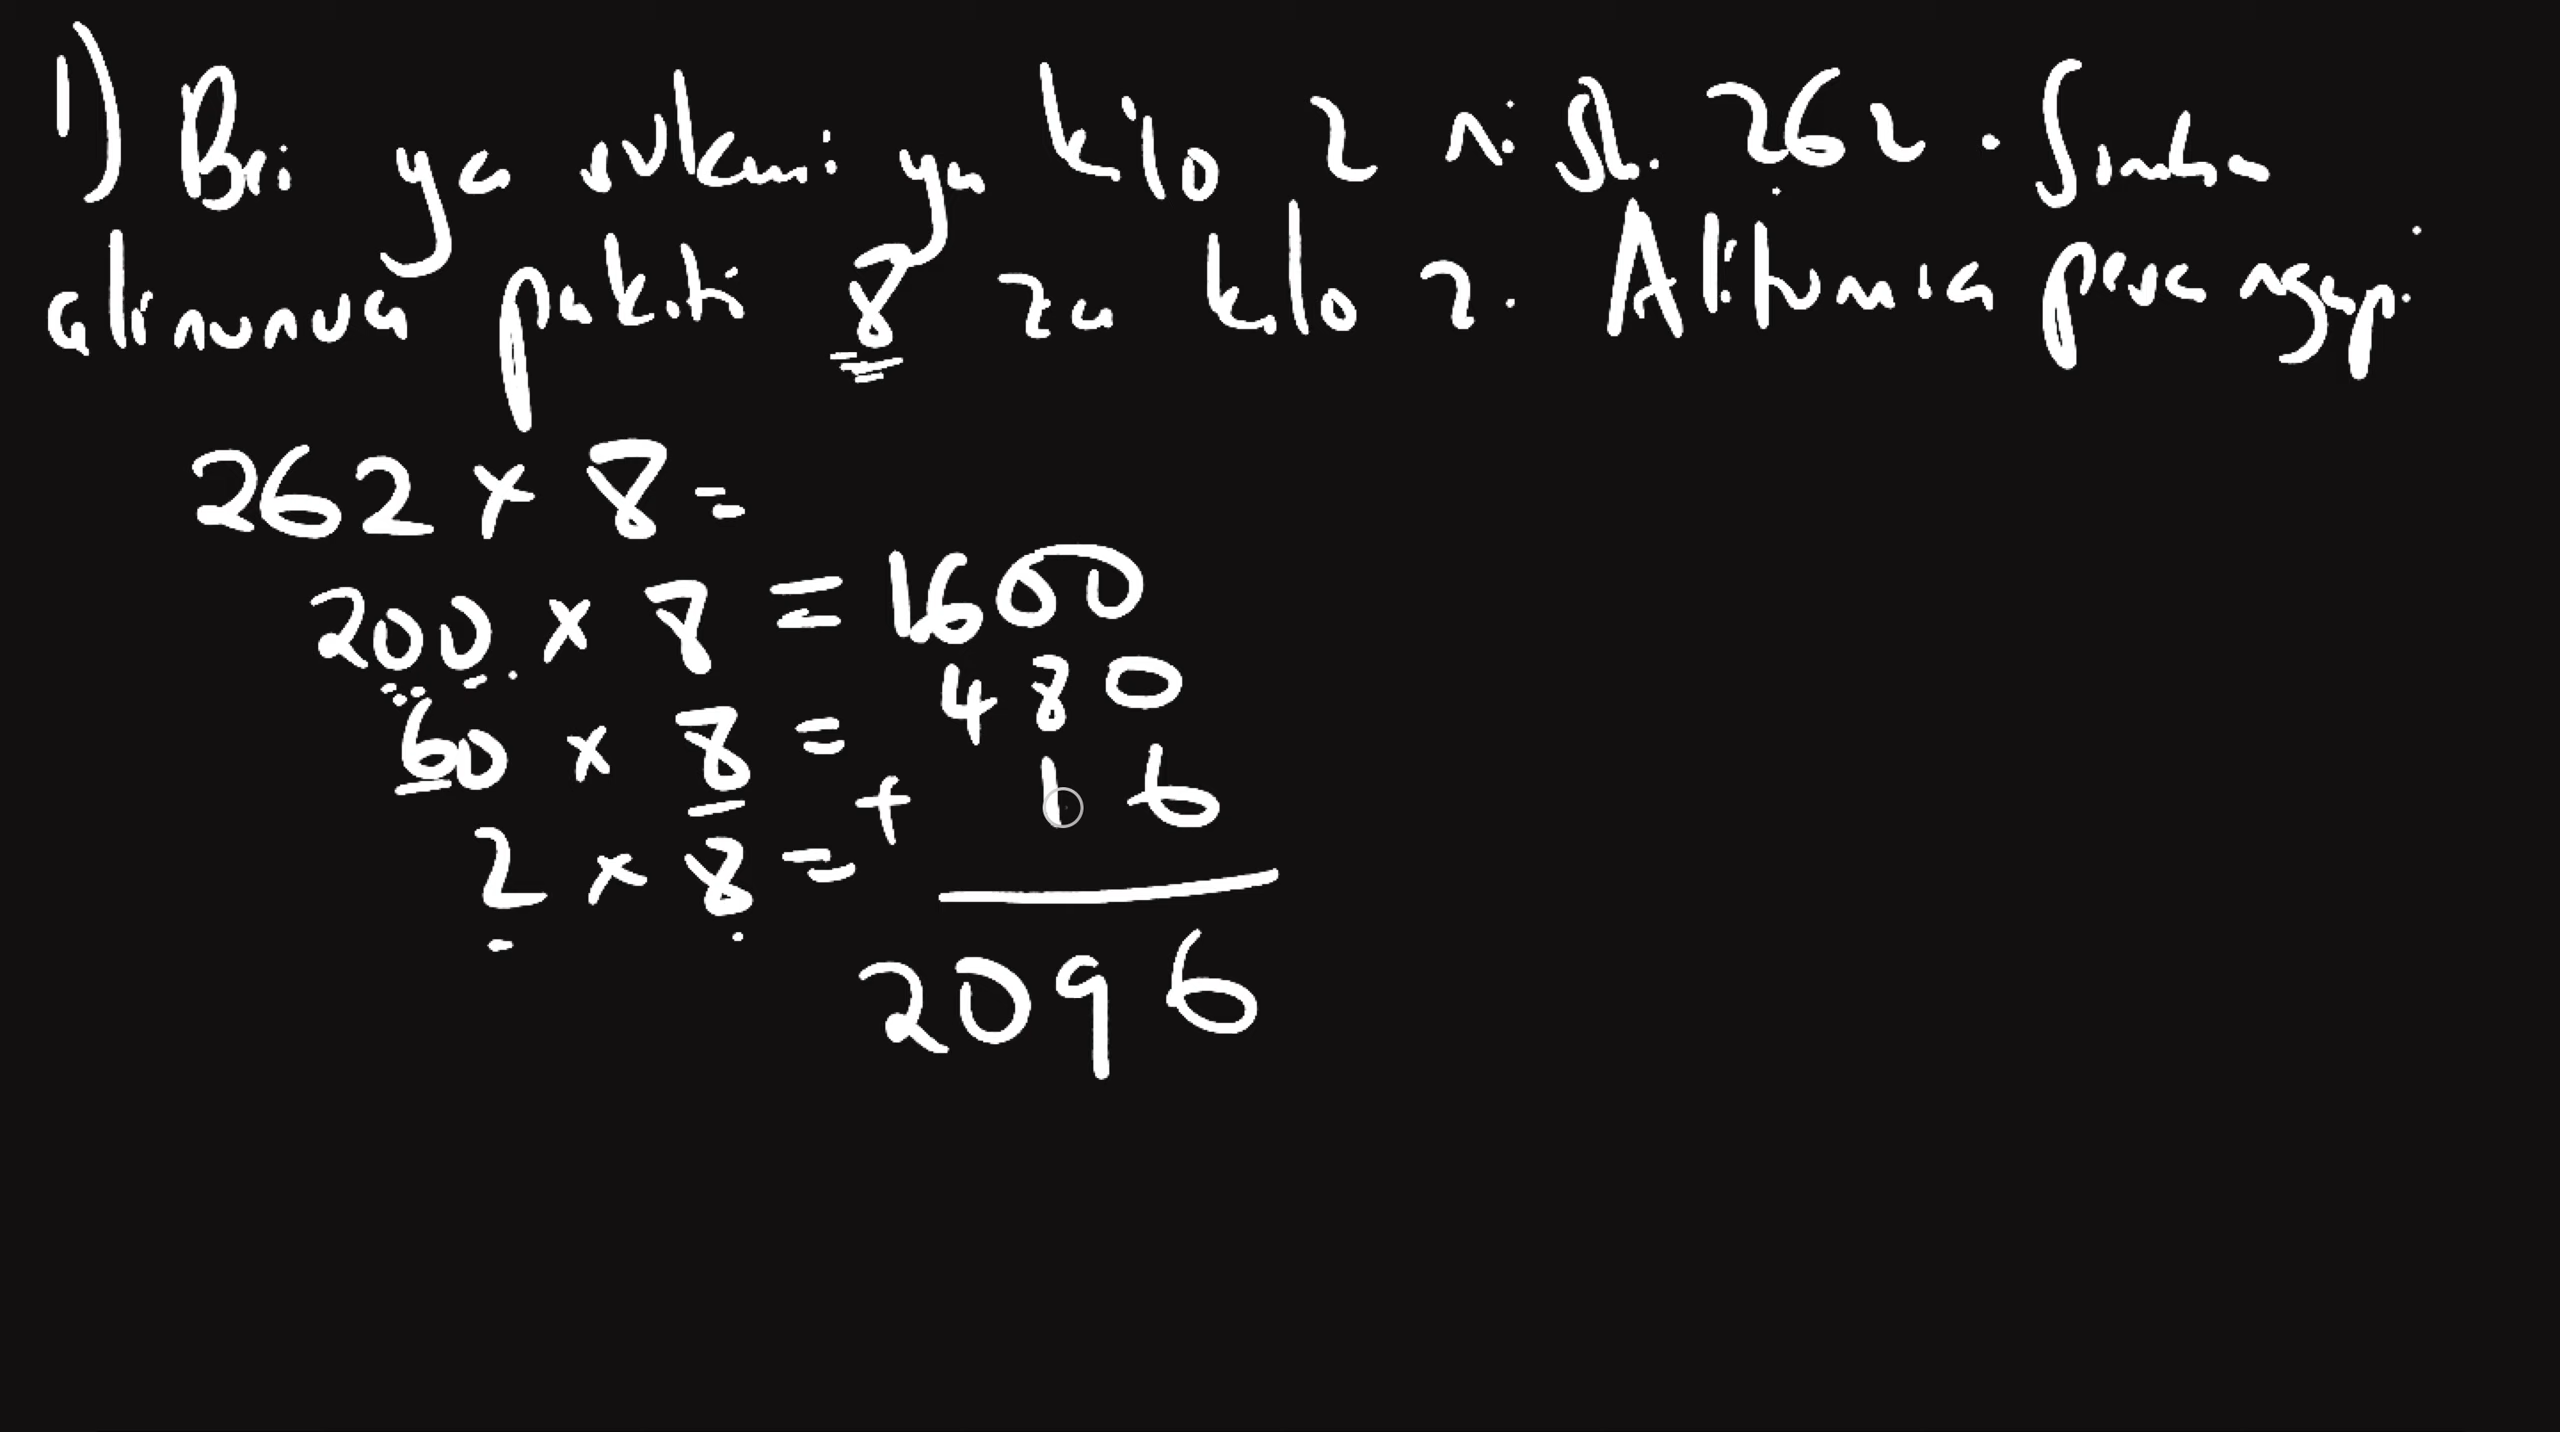 1) Bei ya sukari ya kilo 2 ni sh. 262. Simba
alinunua pakiti 8 za kilo 2. Alitumia pesa ngapi.
262 x 8 =
200 x 8 = 1600
60 x 8 = 480
2 x 8 = + 16
2096